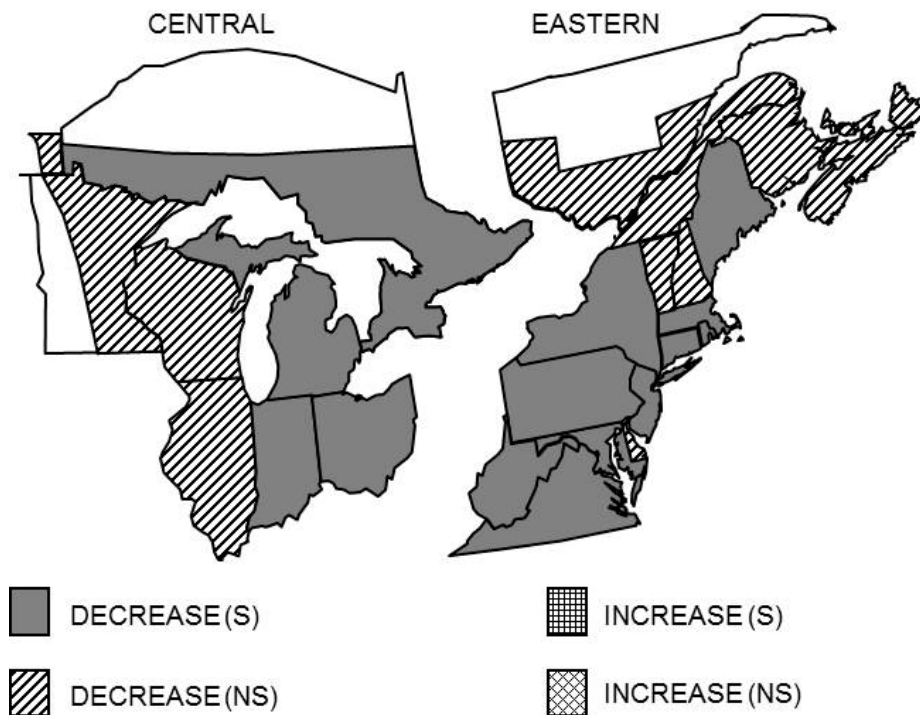 CENTRAL
EASTERN
DECREASE (S)
INCREASE (S)
DECREASE (NS)
INCREASE (NS)